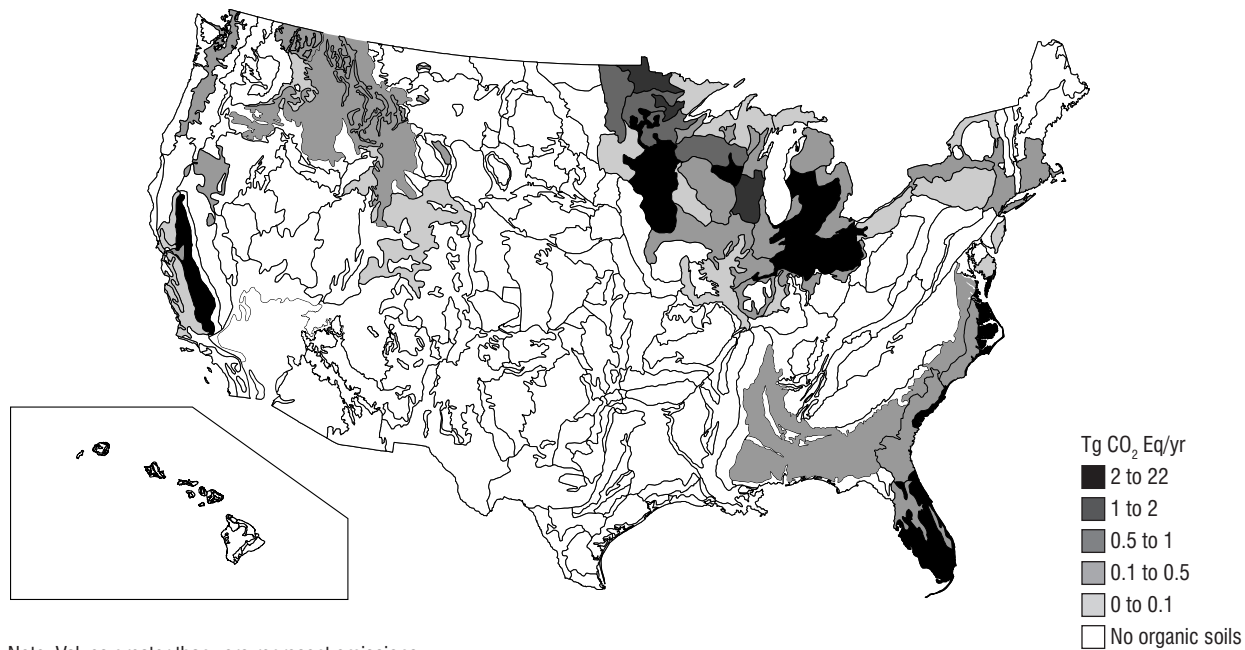 Tg CO₂ Eq/yr
2 to 22
1 to 2
0.5 to 1
0.1 to 0.5
0 to 0.1
No organic soils